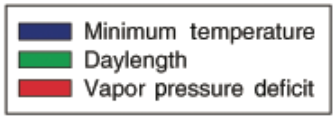 Minimum temperature
Daylength
Vapor pressure deficit